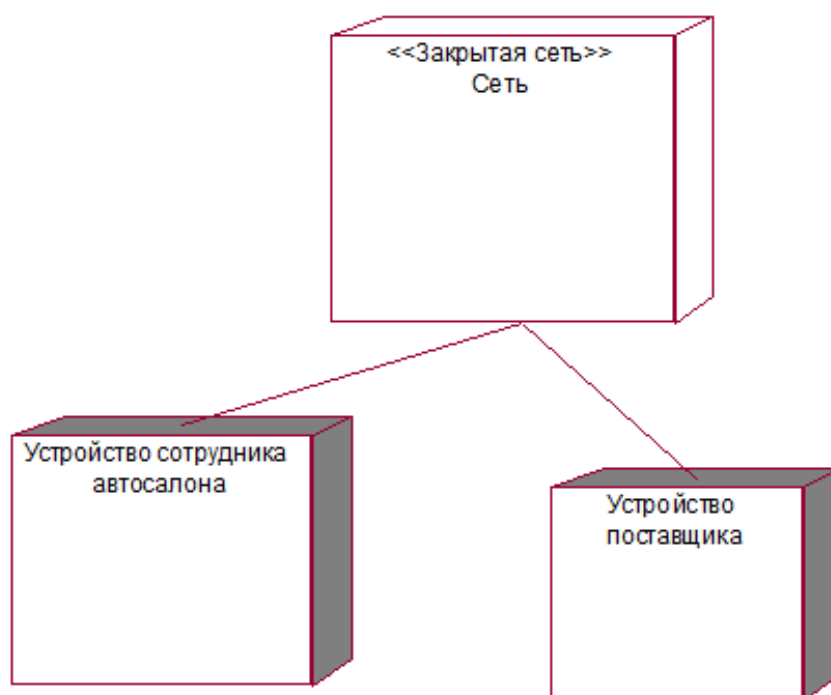 <<Закрытая сеть>>
Сеть
Устройство сотрудника
автосалона
Устройство
поставщика